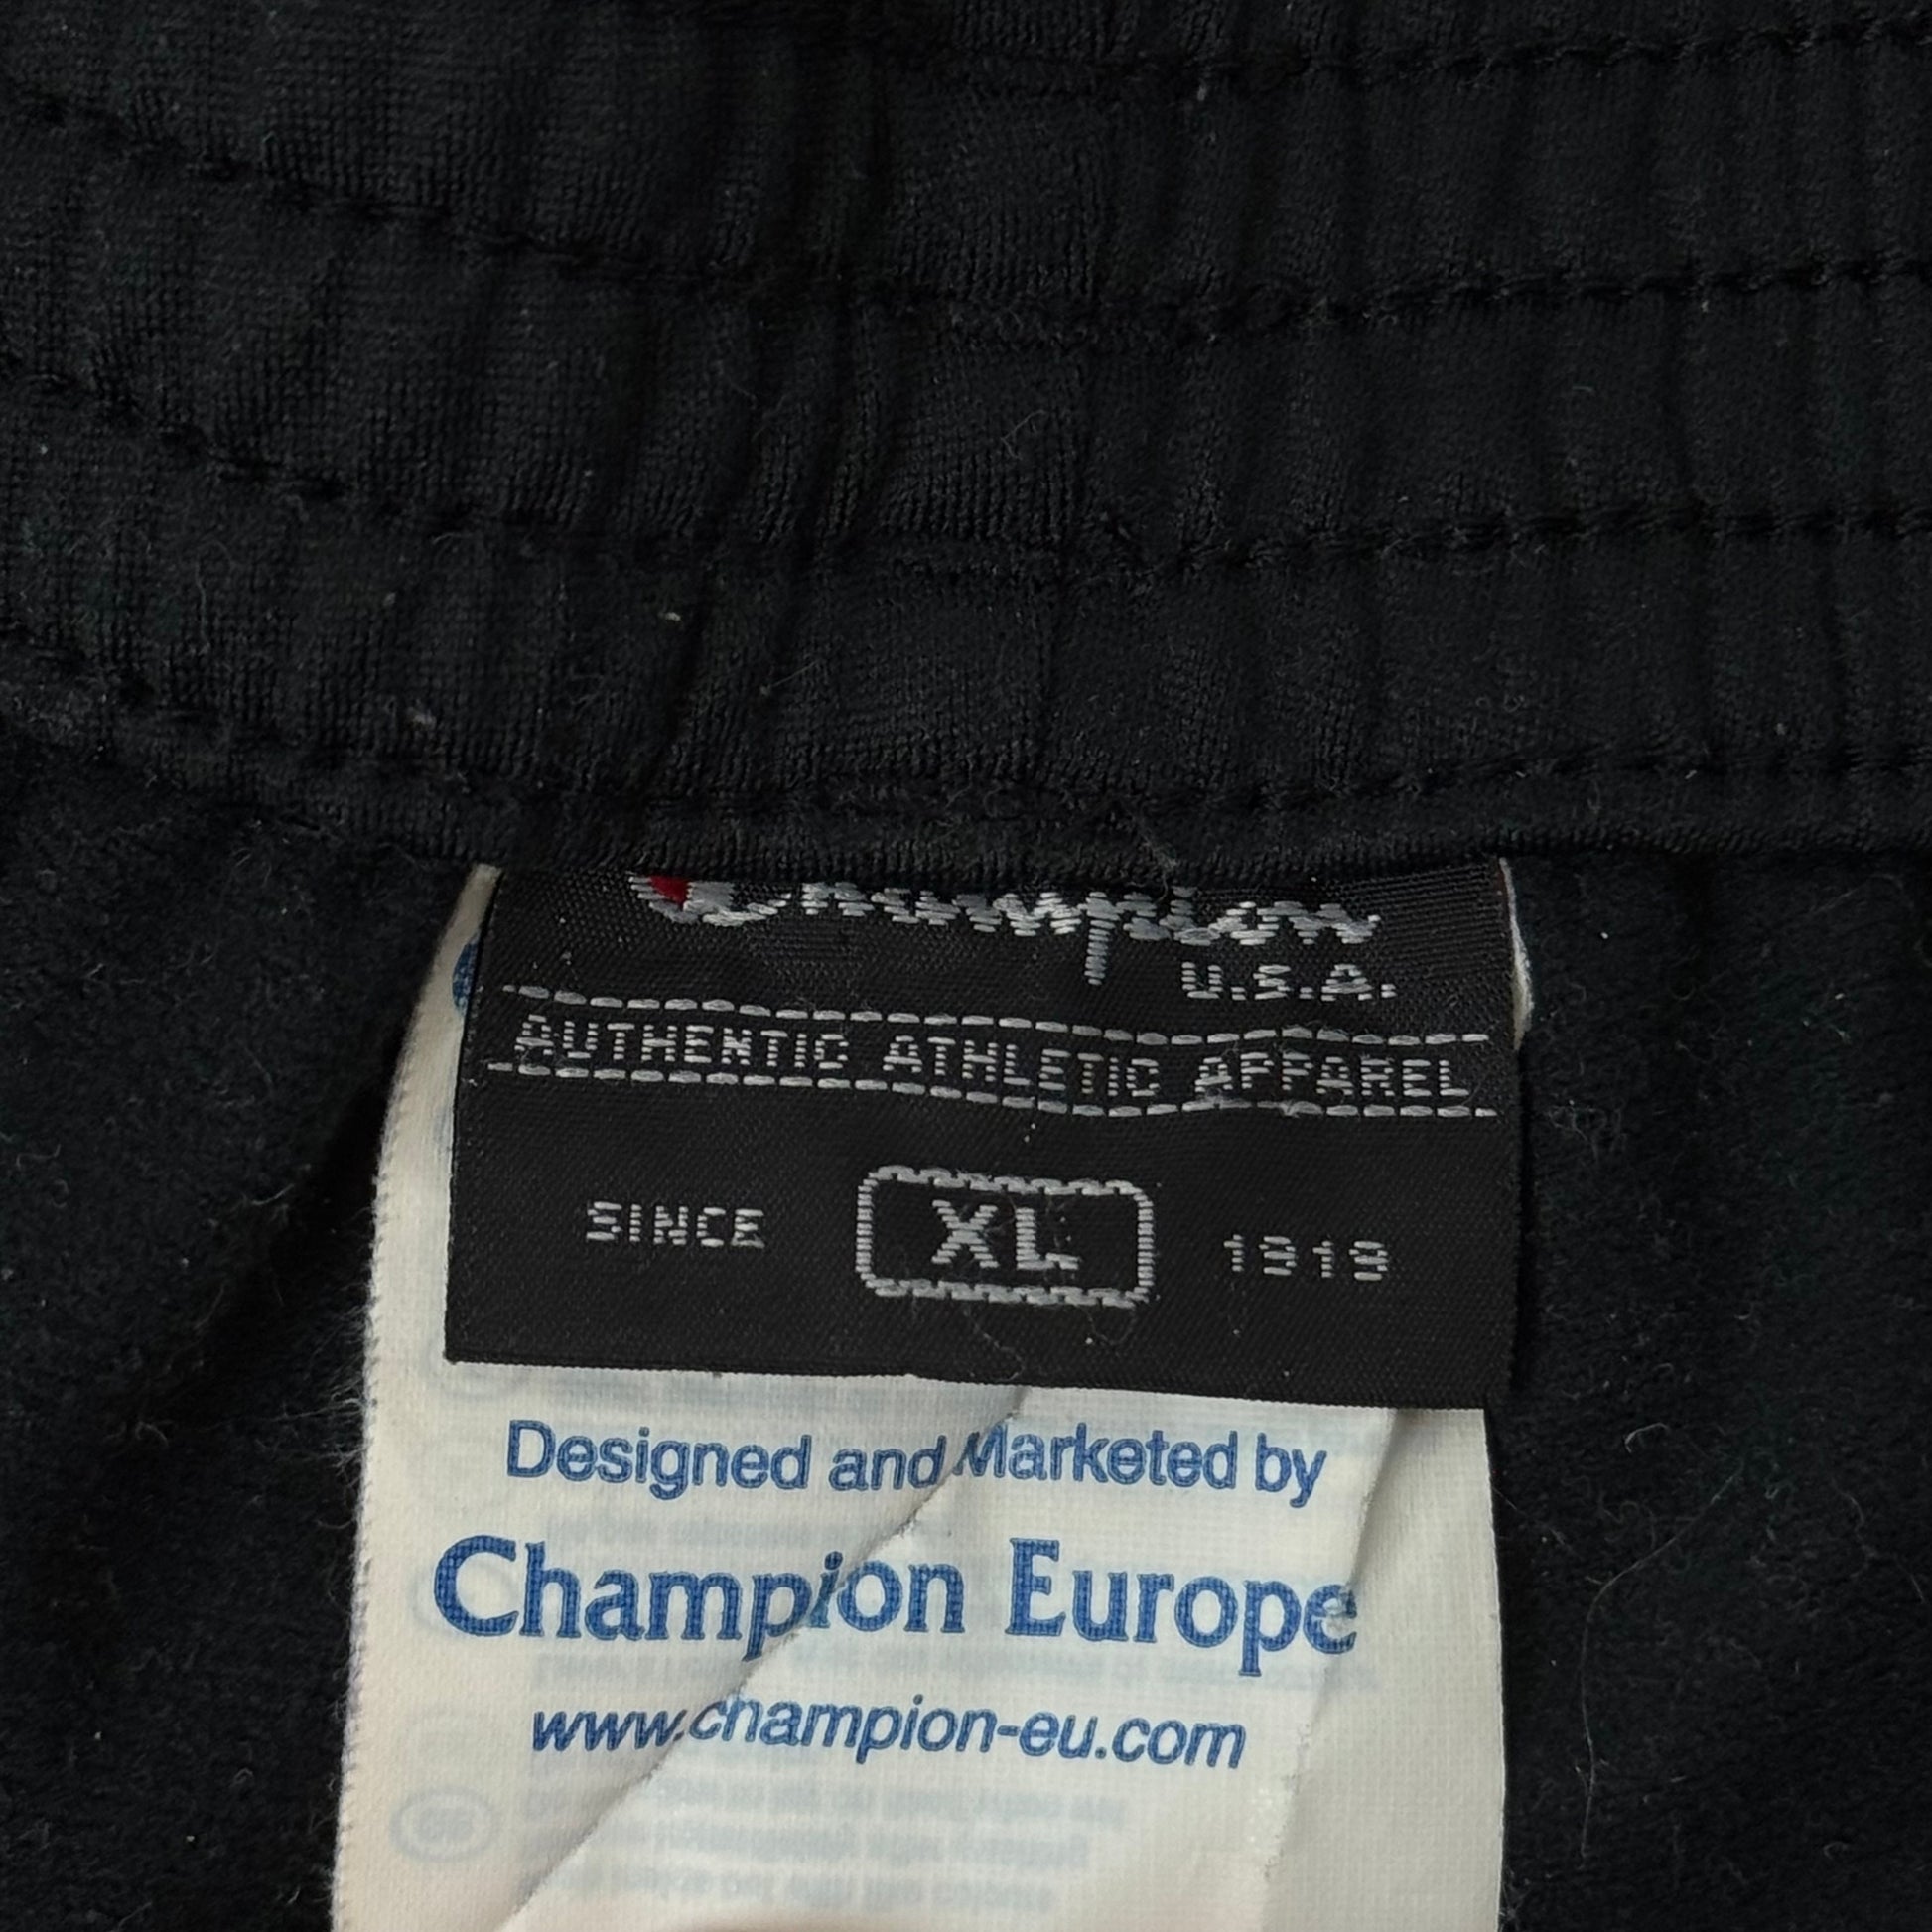 Champion
U.S.A.
AUTHENTIC ATHLETIC APPAREL
SINCE XL 1919
Designed and Marketed by
Champion Europe
www.champion-eu.com